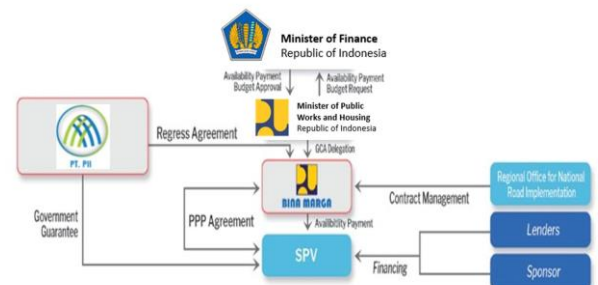 Minister of Finance
Republic of Indonesia
Availability Payment
Budget Approval
Availability Payment
Budget Request
Minister of Public
Works and Housing
Republic of Indonesia
PT. PII
Regress Agreement
GCA Delegation
BINA MARGA
Contract Management
Regional Office for National
Road Implementation
Government
Guarantee
PPP Agreement
Availibtlity Payment
SPV
Financing
Lenders
Sponsor